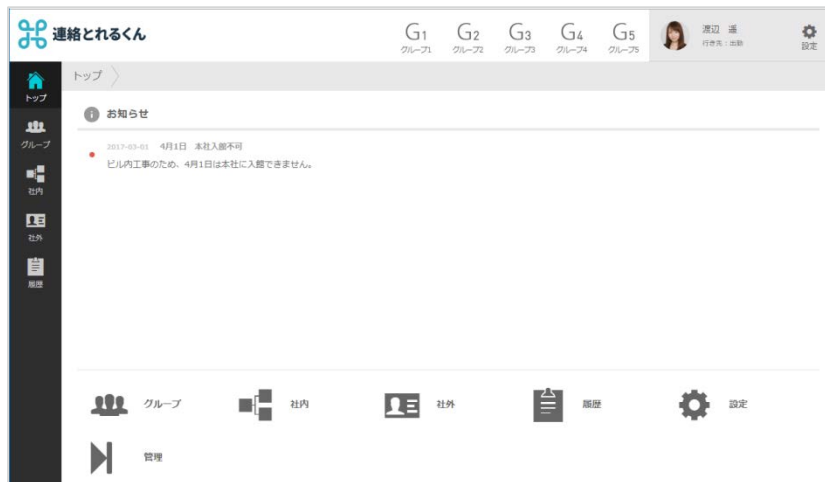 連絡とれるくん
G1
グループ1
G2
グループ2
G3
グループ3
G4
グループ4
G5
グループ5
渡辺 遥
行き先：出勤
設定
トップ
トップ
グループ
社内
社外
履歴
お知らせ
2017-03-01 4月1日 本社入館不可
ビル内工事のため、4月1日は本社に入館できません。
グループ
社内
社外
履歴
設定
管理